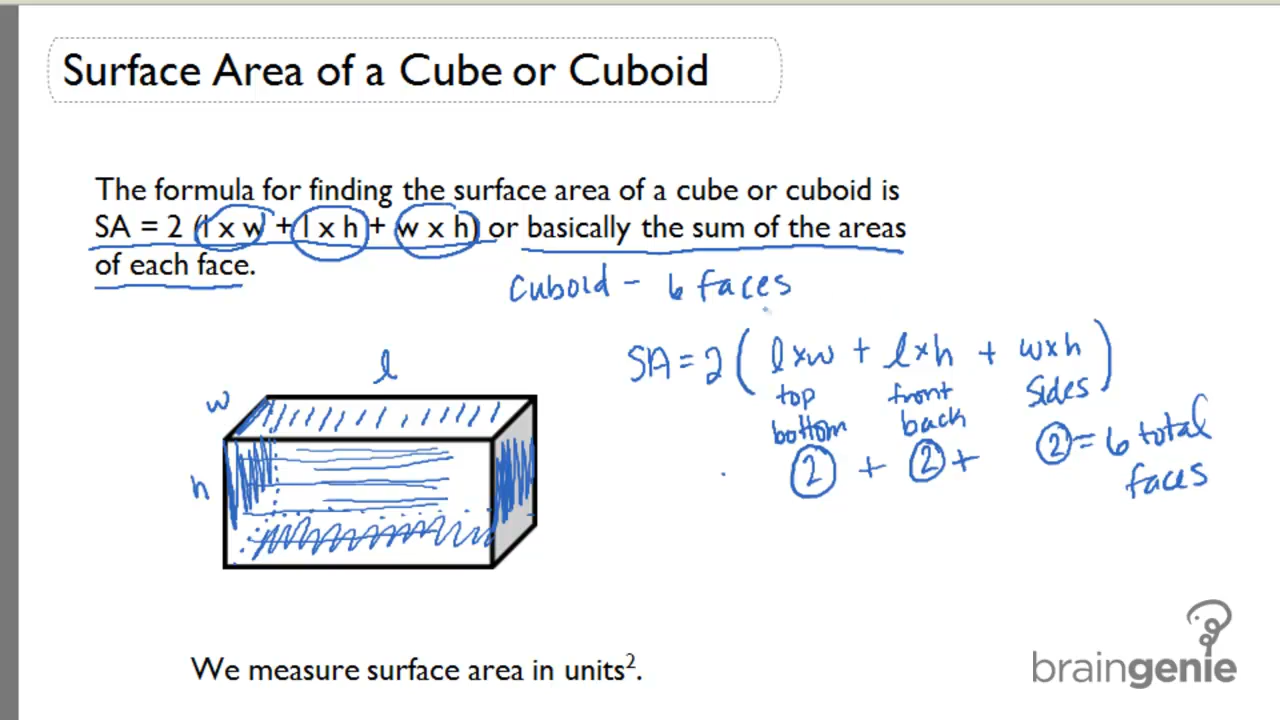 Surface Area of a Cube or Cuboid
The formula for finding the surface area of a cube or cuboid is
SA = 2 (l x w + l x h + w x h) or basically the sum of the areas
of each face.
Cuboid - 6 faces
SA = 2 ( l x w + l x h + w x h )
top front sides
bottom back
2 + 2 + 2 = 6 total
faces
l
w
h
We measure surface area in units².
braingenie